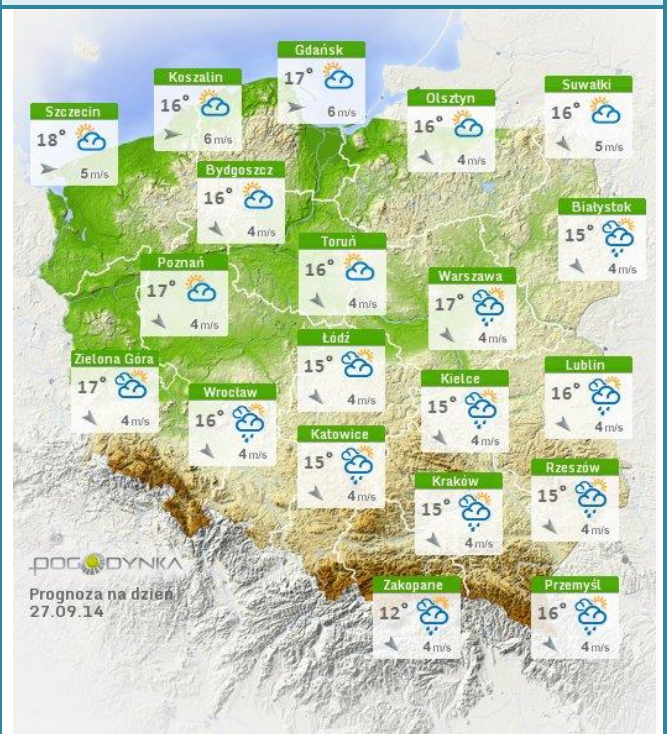 Gdańsk
17°
6 m/s
Koszalin
16°
6 m/s
Suwałki
16°
5 m/s
Olsztyn
16°
4 m/s
Szczecin
18°
5 m/s
Bydgoszcz
16°
4 m/s
Białystok
15°
4 m/s
Toruń
16°
4 m/s
Poznań
17°
4 m/s
Warszawa
17°
4 m/s
Łódź
15°
4 m/s
Zielona Góra
17°
4 m/s
Lublin
16°
4 m/s
Kielce
15°
4 m/s
Wrocław
16°
4 m/s
Katowice
15°
4 m/s
Rzeszów
15°
4 m/s
Kraków
15°
4 m/s
POGODYNKA
Prognoza na dzień
27.09.14
Zakopane
12°
4 m/s
Przemyśl
16°
4 m/s